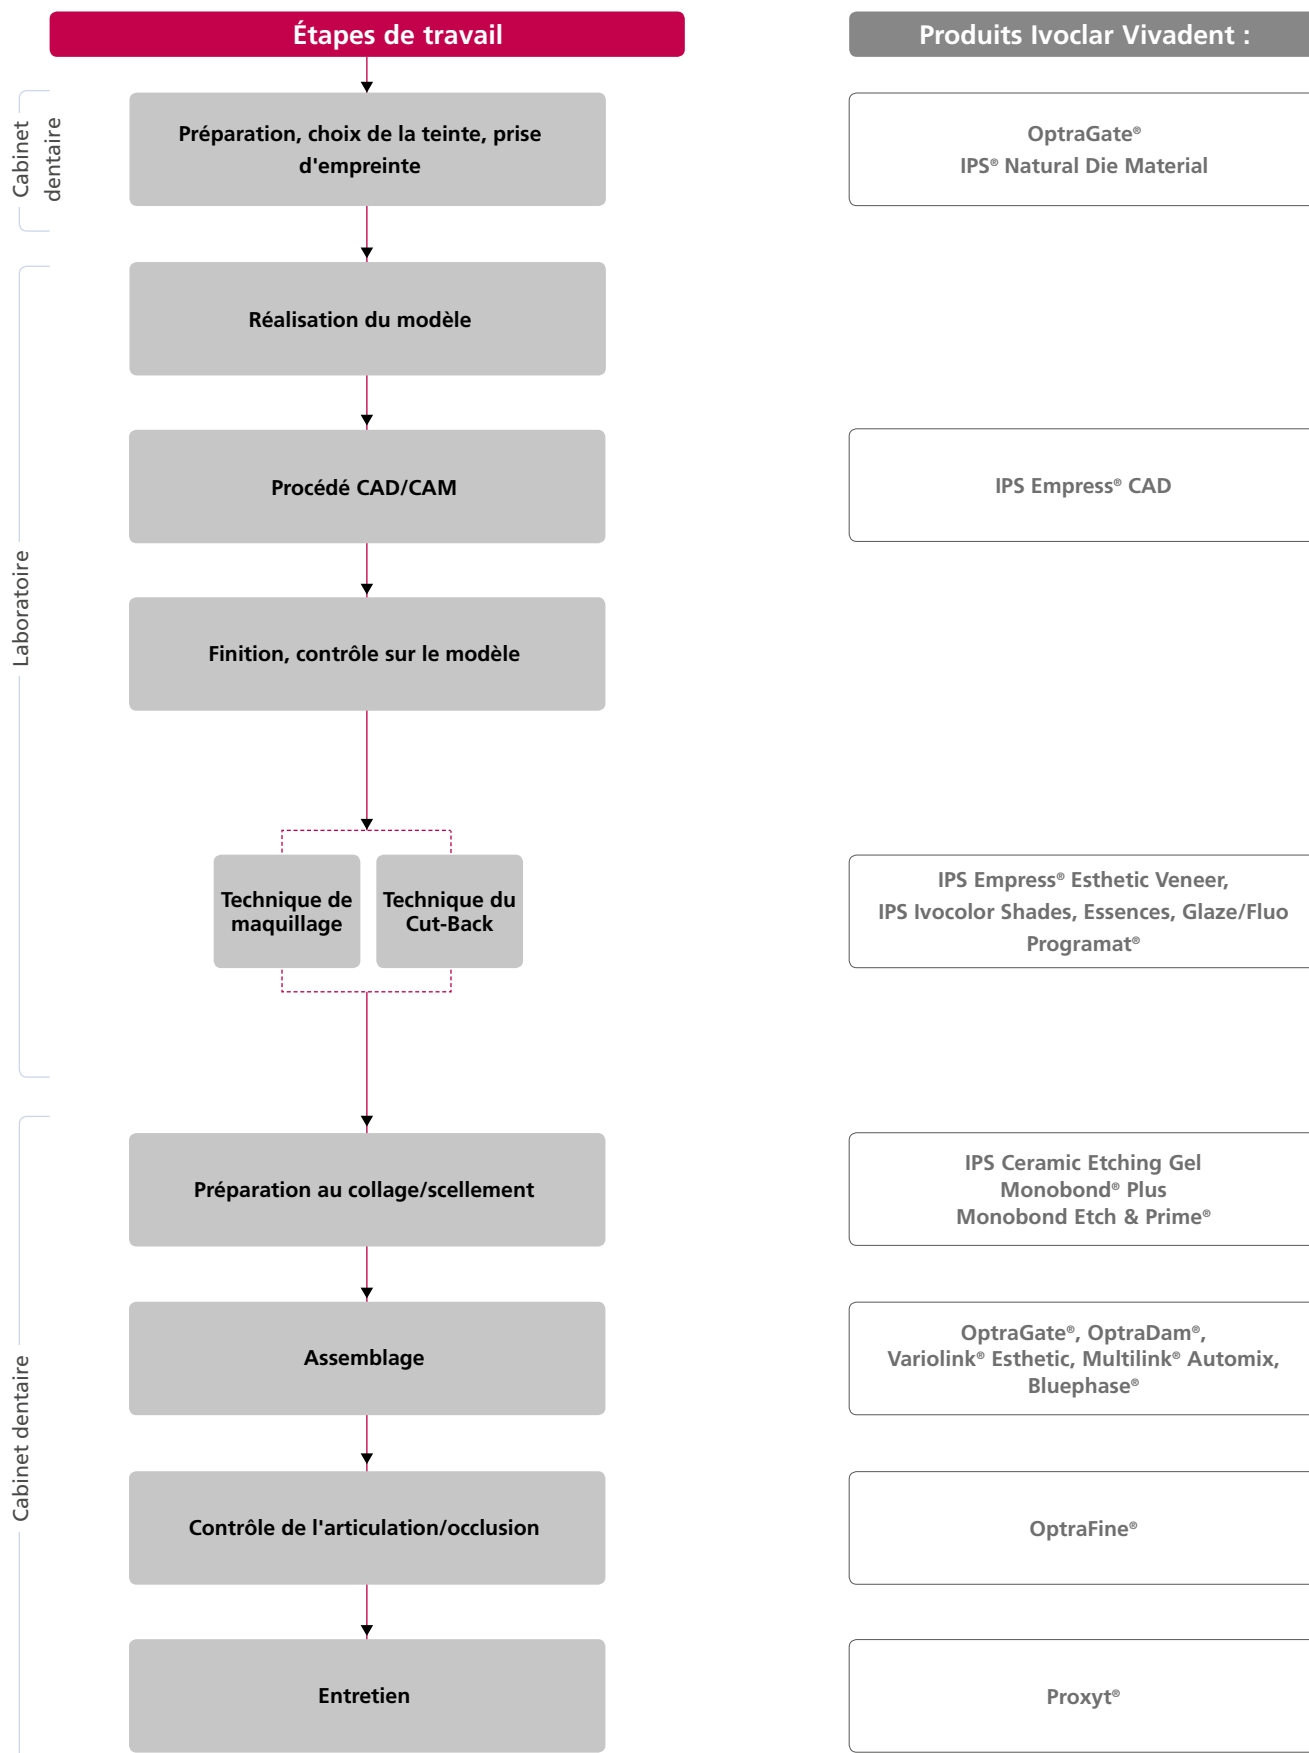 Étapes de travail
Produits Ivoclar Vivadent :
Cabinet
dentaire
Préparation, choix de la teinte, prise
d'empreinte
OptraGate®
IPS® Natural Die Material
Laboratoire
Réalisation du modèle
Procédé CAD/CAM
IPS Empress® CAD
Finition, contrôle sur le modèle
Technique de
maquillage
Technique du
Cut-Back
IPS Empress® Esthetic Veneer,
IPS Ivocolor Shades, Essences, Glaze/Fluo
Programat®
Cabinet dentaire
Préparation au collage/scellement
IPS Ceramic Etching Gel
Monobond® Plus
Monobond Etch & Prime®
Assemblage
OptraGate®, OptraDam®,
Variolink® Esthetic, Multilink® Automix,
Bluephase®
Contrôle de l'articulation/occlusion
OptraFine®
Entretien
Proxyt®